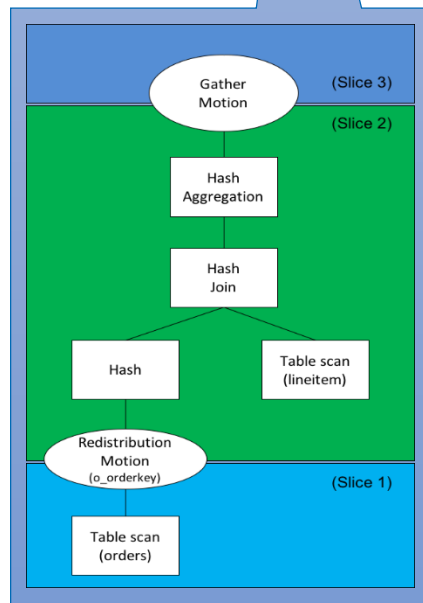 Gather
Motion
(Slice 3)
(Slice 2)
Hash
Aggregation
Hash
Join
Hash
Table scan
(lineitem)
Redistribution
Motion
(o_orderkey)
(Slice 1)
Table scan
(orders)